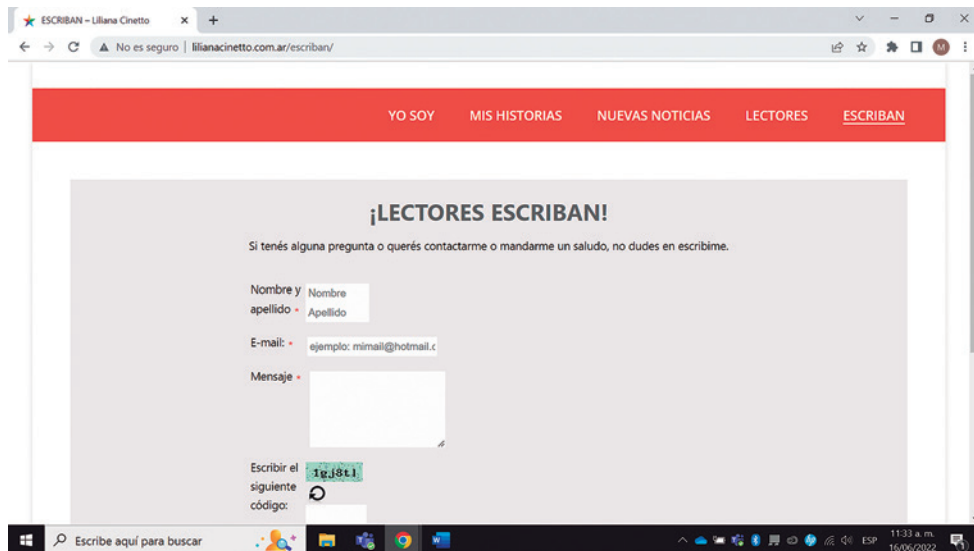 ESCRIBAN – Liliana Cinetto
No es seguro | lilianacinetto.com.ar/escriban/
YO SOY MIS HISTORIAS NUEVAS NOTICIAS LECTORES ESCRIBAN
¡LECTORES ESCRIBAN!
Si tenés alguna pregunta o querés contactarme o mandarme un saludo, no dudes en escribime.
Nombre y Nombre
apellido * Apellido
E-mail: * ejemplo: mimail@hotmail.c
Mensaje *
Escribir el 1gj8tl
siguiente
código:
Escribe aquí para buscar
ESP 11:33 a. m.
16/06/2022